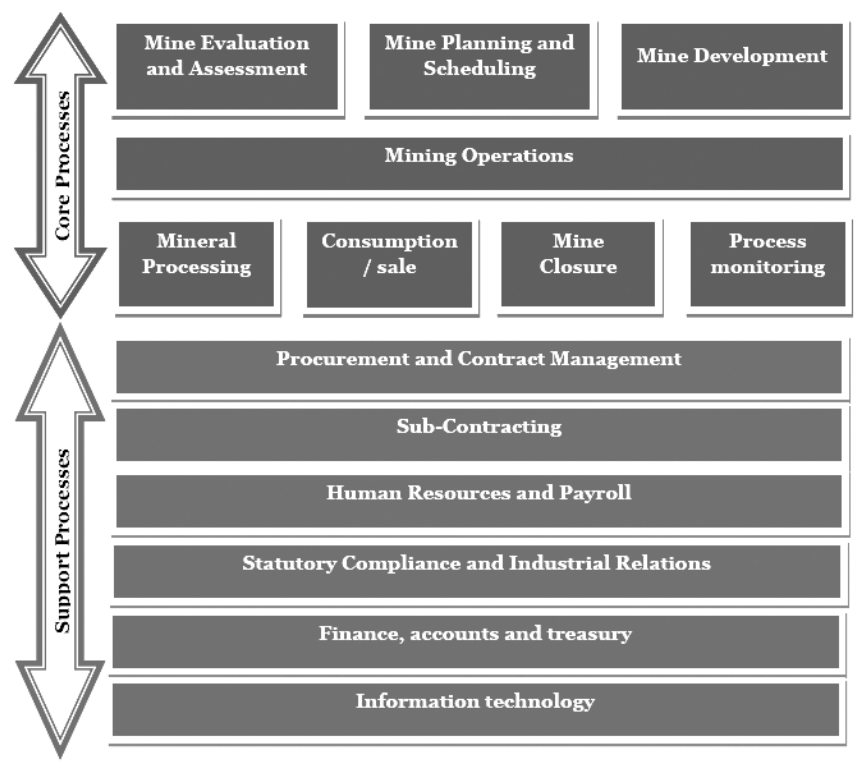 Core Processes
Mine Evaluation
and Assessment
Mine Planning and
Scheduling
Mine Development
Mining Operations
Mineral
Processing
Consumption
/ sale
Mine
Closure
Process
monitoring
Support Processes
Procurement and Contract Management
Sub-Contracting
Human Resources and Payroll
Statutory Compliance and Industrial Relations
Finance, accounts and treasury
Information technology